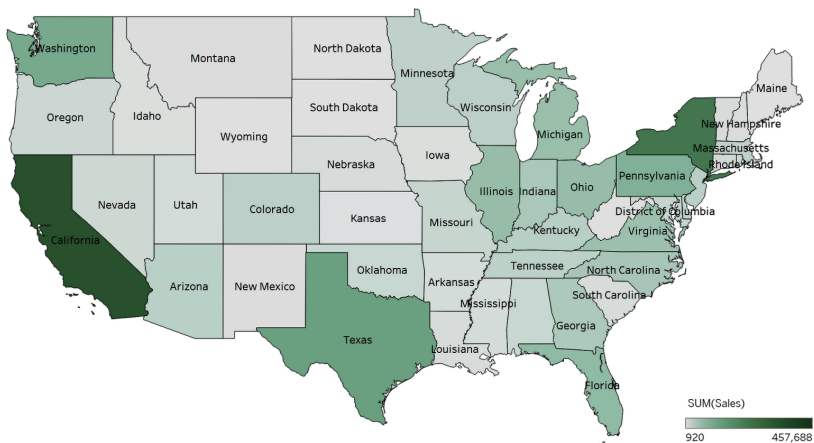 Washington
Montana
North Dakota
Minnesota
Maine
Oregon
Idaho
South Dakota
Wisconsin
Michigan
New Hampshire
Wyoming
Massachusetts
Iowa
Nebraska
Rhode Island
Pennsylvania
Illinois
Indiana
Ohio
Nevada
Utah
Colorado
Kansas
Missouri
District of Columbia
Kentucky
Virginia
California
Arizona
New Mexico
Oklahoma
Arkansas
Tennessee
North Carolina
South Carolina
Mississippi
Georgia
Texas
Louisiana
Florida
SUM(Sales)
920 457,688